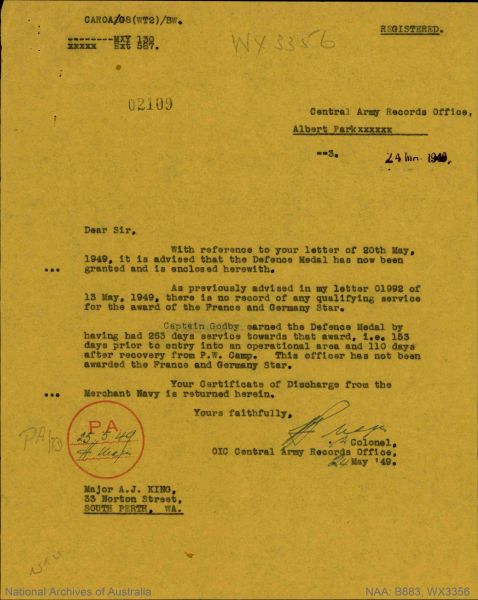 CAROA/G8(WT2)/BW.
WX3356
REGISTERED.
--------MXY 130
xxxxx Ext 587.
02109
Central Army Records Office,
Albert Parkxxxxxx
--3.
24 1949
Dear Sir,
With reference to your letter of 20th May,
1949, it is advised that the Defence Medal has now been
... granted and is enclosed herewith.
As previously advised in my letter 01992 of
13 May, 1949, there is no record of any qualifying service
for the award of the France and Germany Star.
Captain Godby earned the Defence Medal by
having had 263 days service towards that award, i.e. 153
days prior to entry into an operational area and 110 days
after recovery from P.W. Camp. This officer has not been
awarded the France and Germany Star.
Your Certificate of Discharge from the
... Merchant Navy is returned herein.
Yours faithfully,
PA
25.5.49
PA/
Colonel,
OIC Central Army Records Office,
24 May '49.
Major A.J. KING,
33 Norton Street,
SOUTH PERTH, WA.
National Archives of Australia
NAA: B883, WX3356